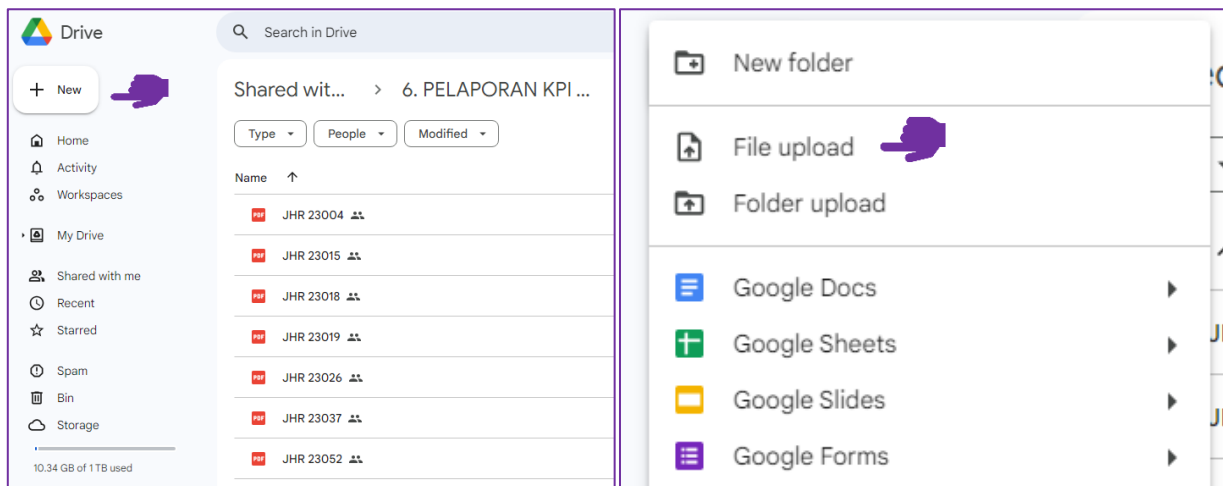 Drive
Search in Drive
New
Shared wit... > 6. PELAPORAN KPI ...
Type People Modified
Name
Home
Activity
Workspaces
My Drive
Shared with me
Recent
Starred
Spam
Bin
Storage
10.34 GB of 1 TB used
PDF JHR 23004
PDF JHR 23015
PDF JHR 23018
PDF JHR 23019
PDF JHR 23026
PDF JHR 23037
PDF JHR 23052
New folder
File upload
Folder upload
Google Docs
Google Sheets
Google Slides
Google Forms